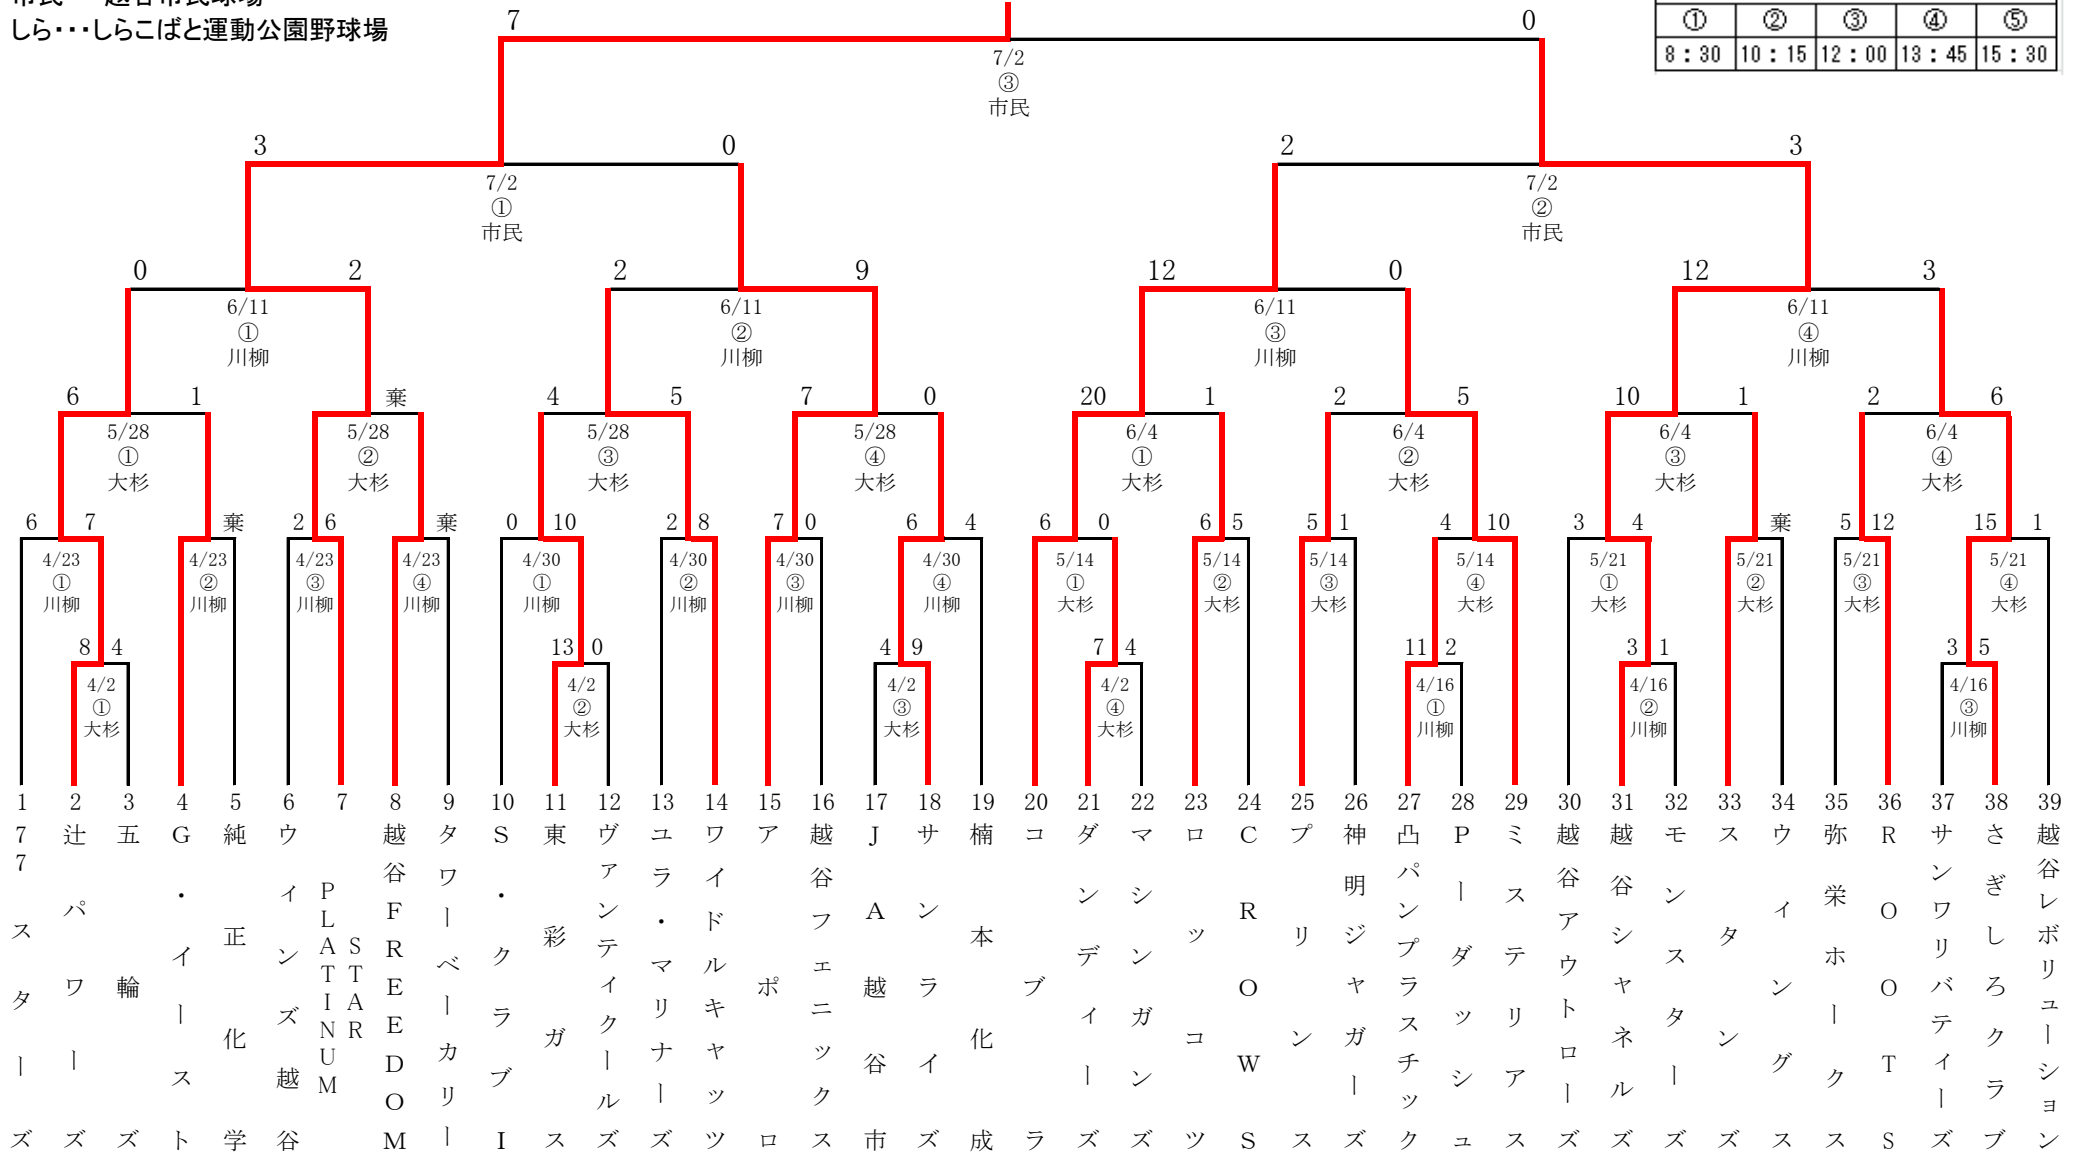 しら・・・しらこばと運動公園野球場
① ② ③ ④ ⑤
8：30 10：15 12：00 13：45 15：30
7 0
7/2
③
市民
3 0 2 3
7/2 7/2
① ②
市民 市民
0 2 2 9 12 0 12 3
6/11 6/11 6/11 6/11
① ② ③ ④
川柳 川柳 川柳 川柳
6 1 棄 4 5 7 0 20 1 2 5 10 1 2 6
5/28 5/28 5/28 5/28 6/4 6/4 6/4 6/4
① ② ③ ④ ① ② ③ ④
大杉 大杉 大杉 大杉 大杉 大杉 大杉 大杉
6 7 棄 2 6 棄 0 10 2 8 7 0 6 4 6 0 6 5 5 1 4 10 3 4 棄 5 12 15 1
4/23 4/23 4/23 4/23 4/30 4/30 4/30 4/30 5/14 5/14 5/14 5/14 5/21 5/21 5/21 5/21
① ② ③ ④ ① ② ③ ④ ① ② ③ ④ ① ② ③ ④
川柳 川柳 川柳 川柳 川柳 川柳 川柳 川柳 大杉 大杉 大杉 大杉 大杉 大杉 大杉 大杉
8 4 13 0 4 9 7 4 11 2 3 1 3 5
4/2 4/2 4/2 4/2 4/16 4/16 4/16
① ② ③ ④ ① ② ③
大杉 大杉 大杉 大杉 川柳 川柳 川柳
1 77スターズ
2 辻パワーズ
3 五輪ズ
4 G・イースト
5 純正化学
6 ウィンズ越谷
7 PLATINUM STAR
8 越谷FREEDOM
9 タワーベーカリー
10 S・クラブI
11 東彩ガス
12 ヴァンティクールズ
13 ユラ・マリナーズ
14 ワイドルキャッツ
15 アポロ
16 越谷フェニックス
17 JA越谷市
18 サンライズ
19 楠本化成
20 コブラ
21 ダンディーズ
22 マシンガンズ
23 ロッコツ
24 CROWS
25 プリンス
26 神明ジャガーズ
27 凸パンプラスチック
28 Pーダッシュ
29 ミステリアス
30 越谷アウトローズ
31 越谷シャネルズ
32 モンスターズ
33 スタンズ
34 ウィングス
35 弥栄ホークス
36 ROOTS
37 サンワリバティーズ
38 さぎしろクラブ
39 越谷レボリューション